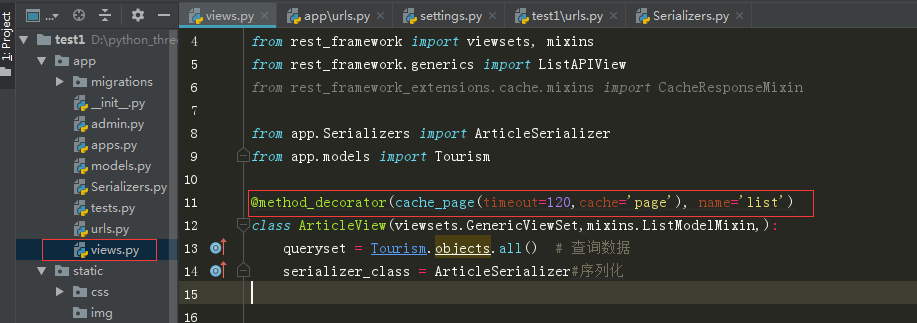 ...
views.py
app\urls.py
settings.py
test1\urls.py
Serializers.py
1: Project
test1 D:\python_thre
app
migrations
__init__.py
admin.py
apps.py
models.py
Serializers.py
tests.py
urls.py
views.py
static
css
img
4 from rest_framework import viewsets, mixins
5 from rest_framework.generics import ListAPIView
6 from rest_framework_extensions.cache.mixins import CacheResponseMixin
7
8 from app.Serializers import ArticleSerializer
9 from app.models import Tourism
10
11 @method_decorator(cache_page(timeout=120,cache='page'), name='list')
12 class ArticleView(viewsets.GenericViewSet,mixins.ListModelMixin,):
13 queryset = Tourism.objects.all() # 查询数据
14 serializer_class = ArticleSerializer#序列化
15
16